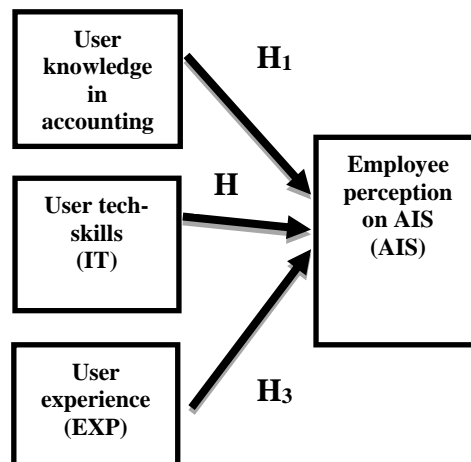 User
knowledge
in
accounting
H1
Employee
perception
on AIS
(AIS)
H
User tech-
skills
(IT)
User
experience
(EXP)
H3